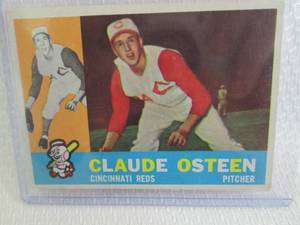 CLAUDE OSTEEN
CINCINNATI REDS PITCHER